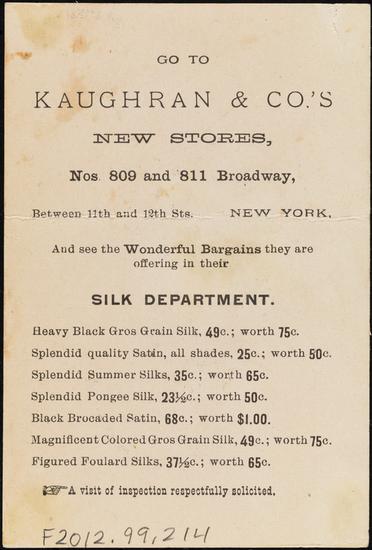 GO TO
KAUGHRAN & CO.'S
NEW STORES,
Nos. 809 and 811 Broadway,
Between 11th and 12th Sts. NEW YORK.
And see the Wonderful Bargains they are
offering in their
SILK DEPARTMENT.
Heavy Black Gros Grain Silk, 49c.; worth 75c.
Splendid quality Satin, all shades, 25c.; worth 50c.
Splendid Summer Silks, 35c.; worth 65c.
Splendid Pongee Silk, 23½c.; worth 50c.
Black Brocaded Satin, 68c.; worth $1.00.
Magnificent Colored Gros Grain Silk, 49c.; worth 75c.
Figured Foulard Silks, 37½c.; worth 65c.
☞A visit of inspection respectfully solicited.
F2012.99.214